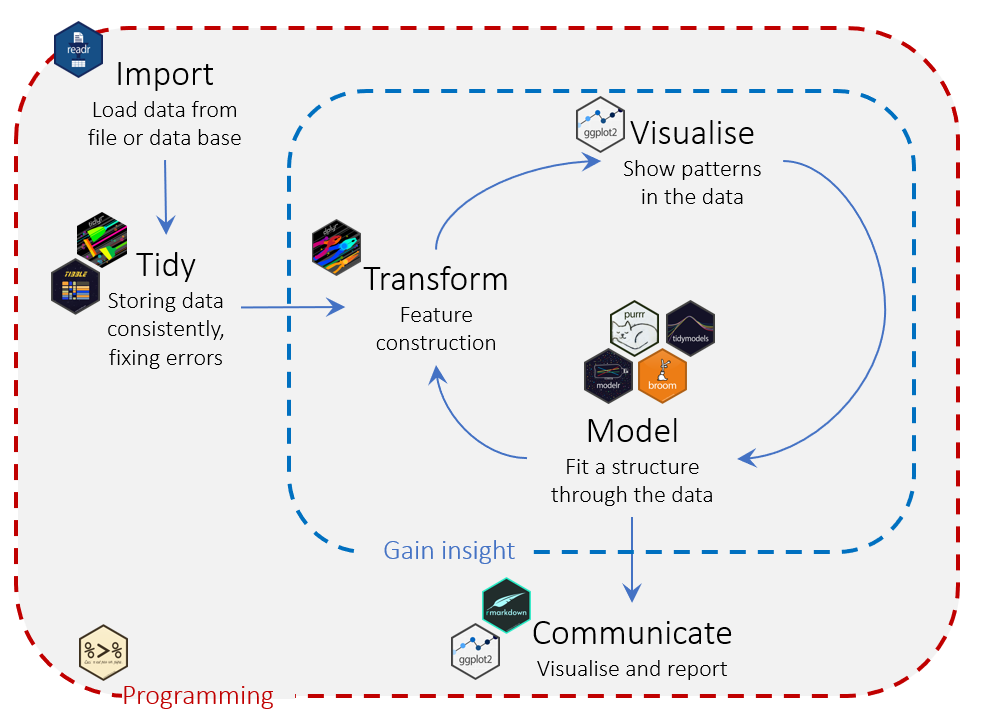 readr
Import
Load data from
file or data base
ggplot2
Visualise
Show patterns
in the data
tidyr
TIBBLE
Tidy
Storing data
consistently,
fixing errors
dplyr
Transform
Feature
construction
purrr
tidymodels
modelr
broom
Model
Fit a structure
through the data
Gain insight
rmarkdown
ggplot2
Communicate
Visualise and report
%>%
Programming